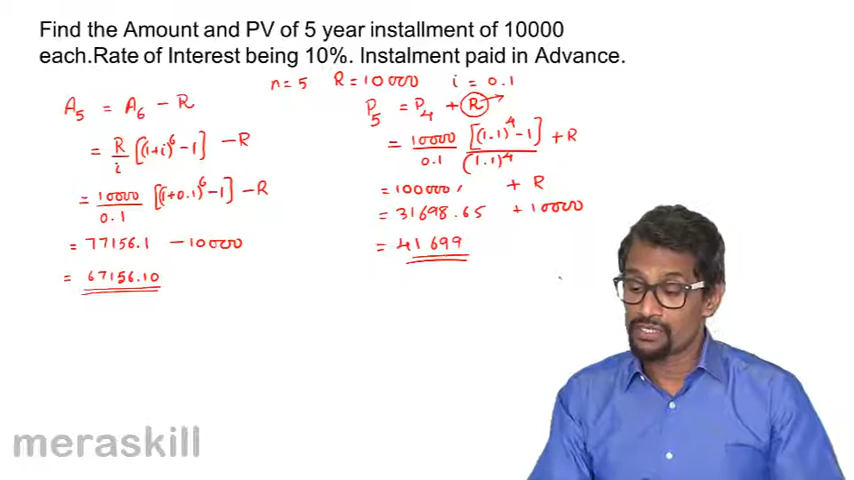 Find the Amount and PV of 5 year installment of 10000
each.Rate of Interest being 10%. Instalment paid in Advance.
n=5 R=10000 i = 0.1
A5 = A6 - R
= R/i [(1+i)^6 -1] - R
= 10000/0.1 [(1+0.1)^6 -1] - R
= 77156.1 - 10000
= 67156.10
P5 = P4 + R
= 10000/0.1 [(1.1)^4 -1]/(1.1)^4 + R
= 100000, + R
= 31698.65 + 10000
= 41699
meraskill